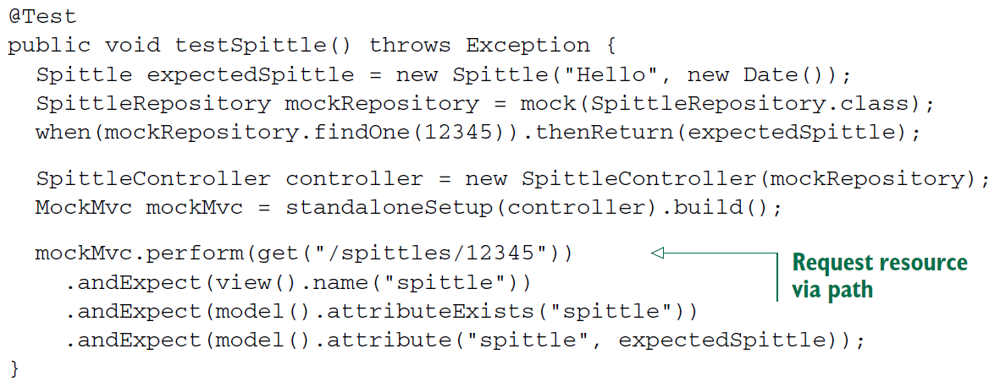 @Test
public void testSpittle() throws Exception {
  Spittle expectedSpittle = new Spittle("Hello", new Date());
  SpittleRepository mockRepository = mock(SpittleRepository.class);
  when(mockRepository.findOne(12345)).thenReturn(expectedSpittle);
  SpittleController controller = new SpittleController(mockRepository);
  MockMvc mockMvc = standaloneSetup(controller).build();
  mockMvc.perform(get("/spittles/12345"))
    .andExpect(view().name("spittle"))
    .andExpect(model().attributeExists("spittle"))
    .andExpect(model().attribute("spittle", expectedSpittle));
}
Request resource
via path